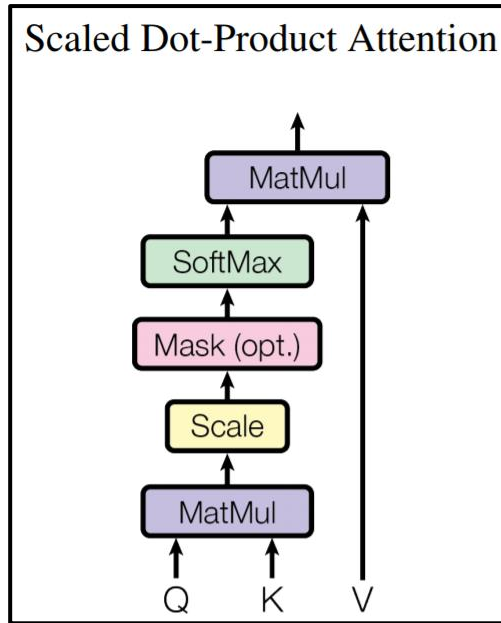 Scaled Dot-Product Attention
MatMul
SoftMax
Mask (opt.)
Scale
MatMul
Q K V